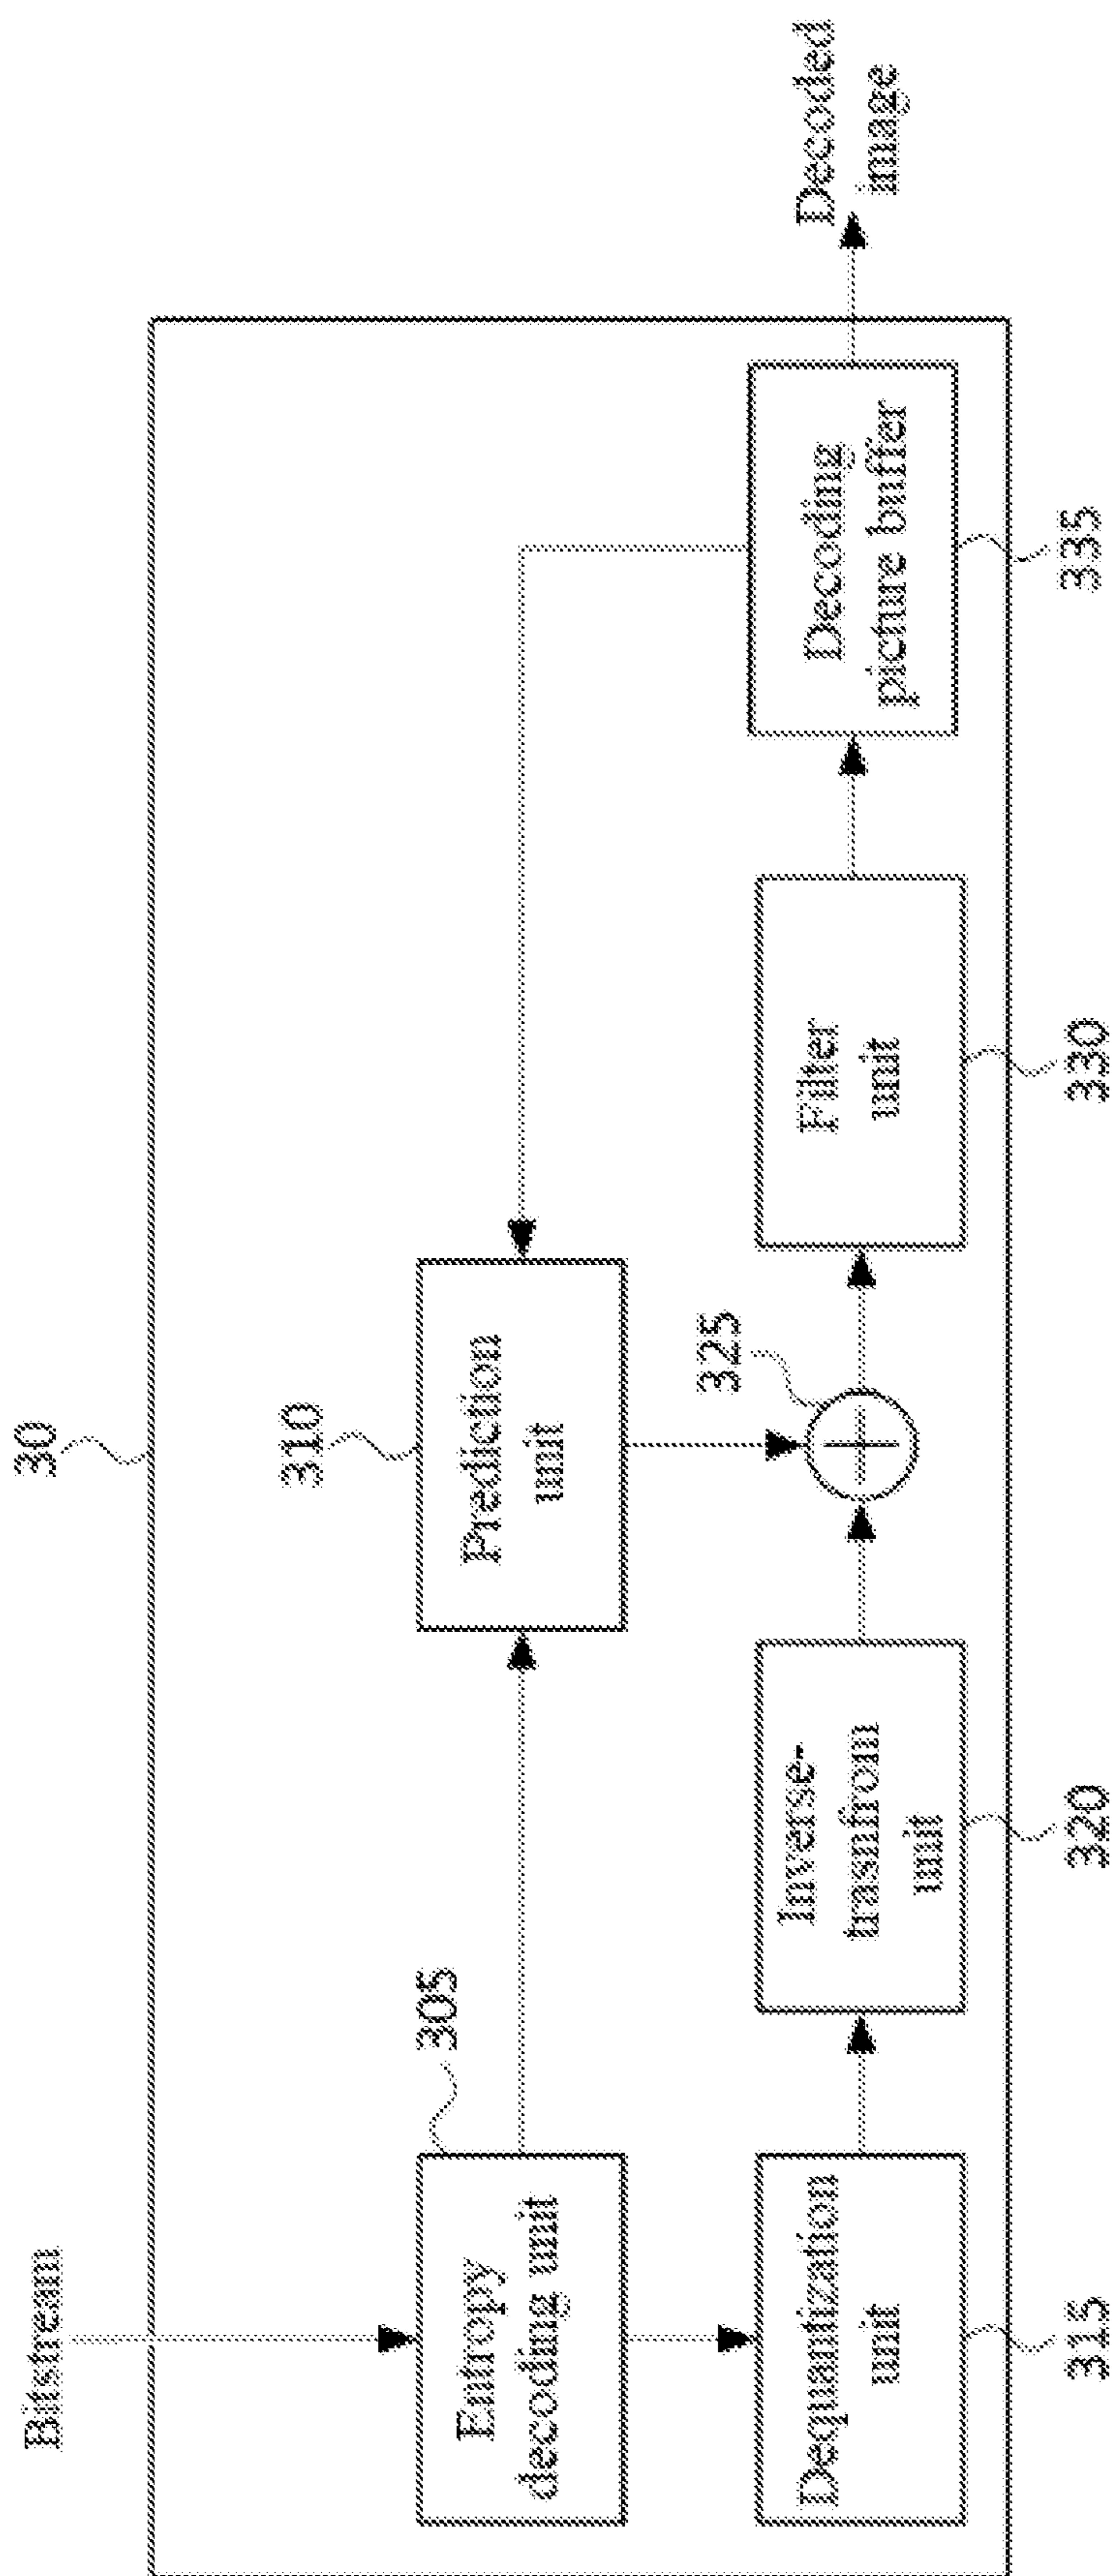 30
Bitstream
305
Entropy
decoding unit
310
Prediction
unit
325
Dequantization
unit
315
Inverse-
trasnfrom
unit
320
Filter
unit
330
Decoding
picture buffer
335
Decoded
image